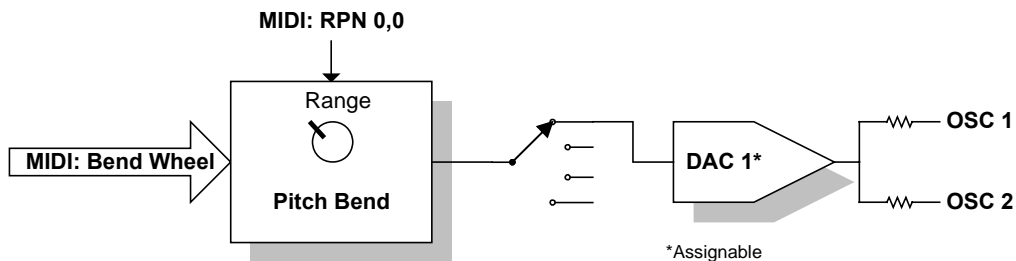 MIDI: RPN 0,0
Range
MIDI: Bend Wheel
Pitch Bend
DAC 1*
OSC 1
OSC 2
*Assignable